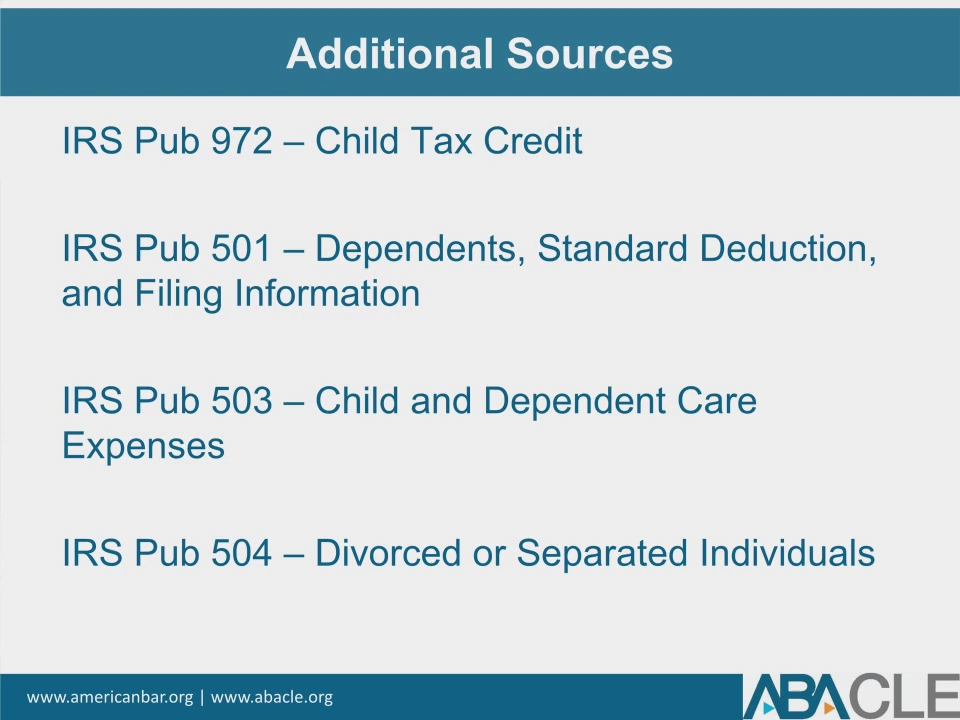 Additional Sources
IRS Pub 972 – Child Tax Credit
IRS Pub 501 – Dependents, Standard Deduction,
and Filing Information
IRS Pub 503 – Child and Dependent Care
Expenses
IRS Pub 504 – Divorced or Separated Individuals
www.americanbar.org | www.abacle.org
ABACLE